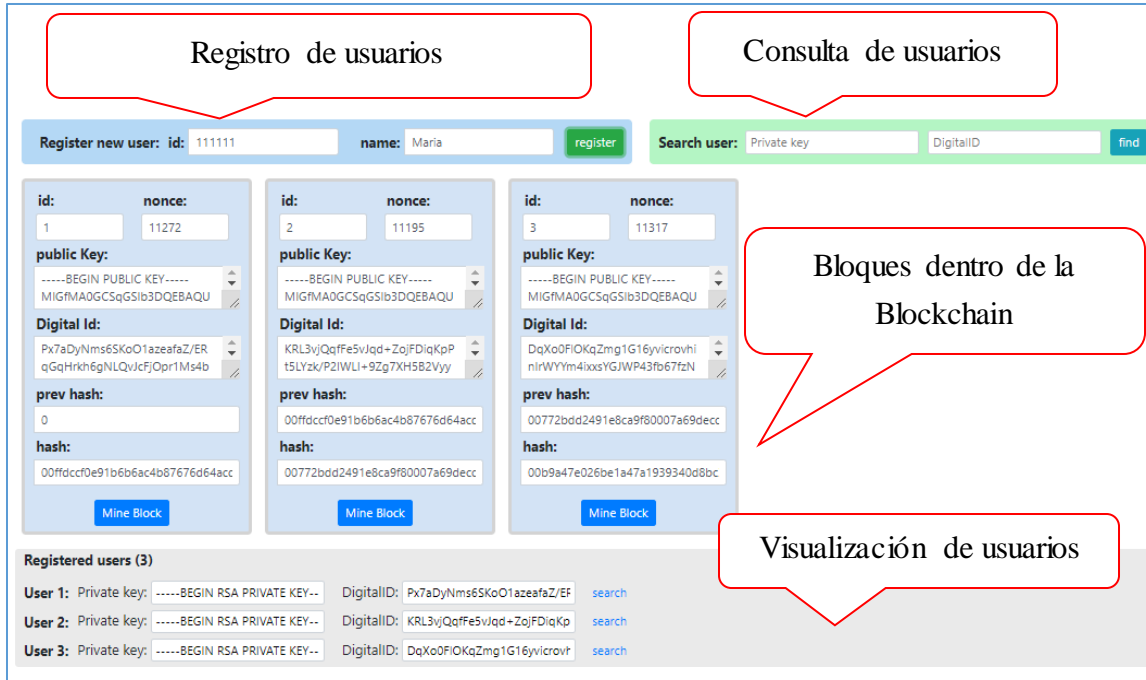 Registro de usuarios
Consulta de usuarios
Register new user: id: 111111 name: Maria register
Search user: Private key DigitalID find
id: nonce:
1 11272
public Key:
-----BEGIN PUBLIC KEY-----
MIGfMA0GCSqGSIb3DQEBAQU
Digital Id:
Px7aDyNms6SKoO1azeafaZ/ER
qGqHrkh6gNLQvJcFjOpr1Ms4b
prev hash:
0
hash:
00ffdccf0e91b6b6ac4b87676d64acc
Mine Block
id: nonce:
2 11195
public Key:
-----BEGIN PUBLIC KEY-----
MIGfMA0GCSqGSIb3DQEBAQU
Digital Id:
KRL3vjQqfFe5vJqd+ZojFDiqKpP
t5LYzk/P2IWLI+9Zg7XH5B2Vyy
prev hash:
00ffdccf0e91b6b6ac4b87676d64acc
hash:
00772bdd2491e8ca9f80007a69decc
Mine Block
id: nonce:
3 11317
public Key:
-----BEGIN PUBLIC KEY-----
MIGfMA0GCSqGSIb3DQEBAQU
Digital Id:
DqXo0FlOKqZmg1G16yvicrovhi
nIrWYYm4ixxsYGJWP43fb67fzN
prev hash:
00772bdd2491e8ca9f80007a69decc
hash:
00b9a47e026be1a47a1939340d8bc
Mine Block
Bloques dentro de la
Blockchain
Visualización de usuarios
Registered users (3)
User 1: Private key: -----BEGIN RSA PRIVATE KEY-- DigitalID: Px7aDyNms6SKoO1azeafaZ/EF search
User 2: Private key: -----BEGIN RSA PRIVATE KEY-- DigitalID: KRL3vjQqfFe5vJqd+ZojFDiqKp search
User 3: Private key: -----BEGIN RSA PRIVATE KEY-- DigitalID: DqXo0FlOKqZmg1G16yvicrovh search